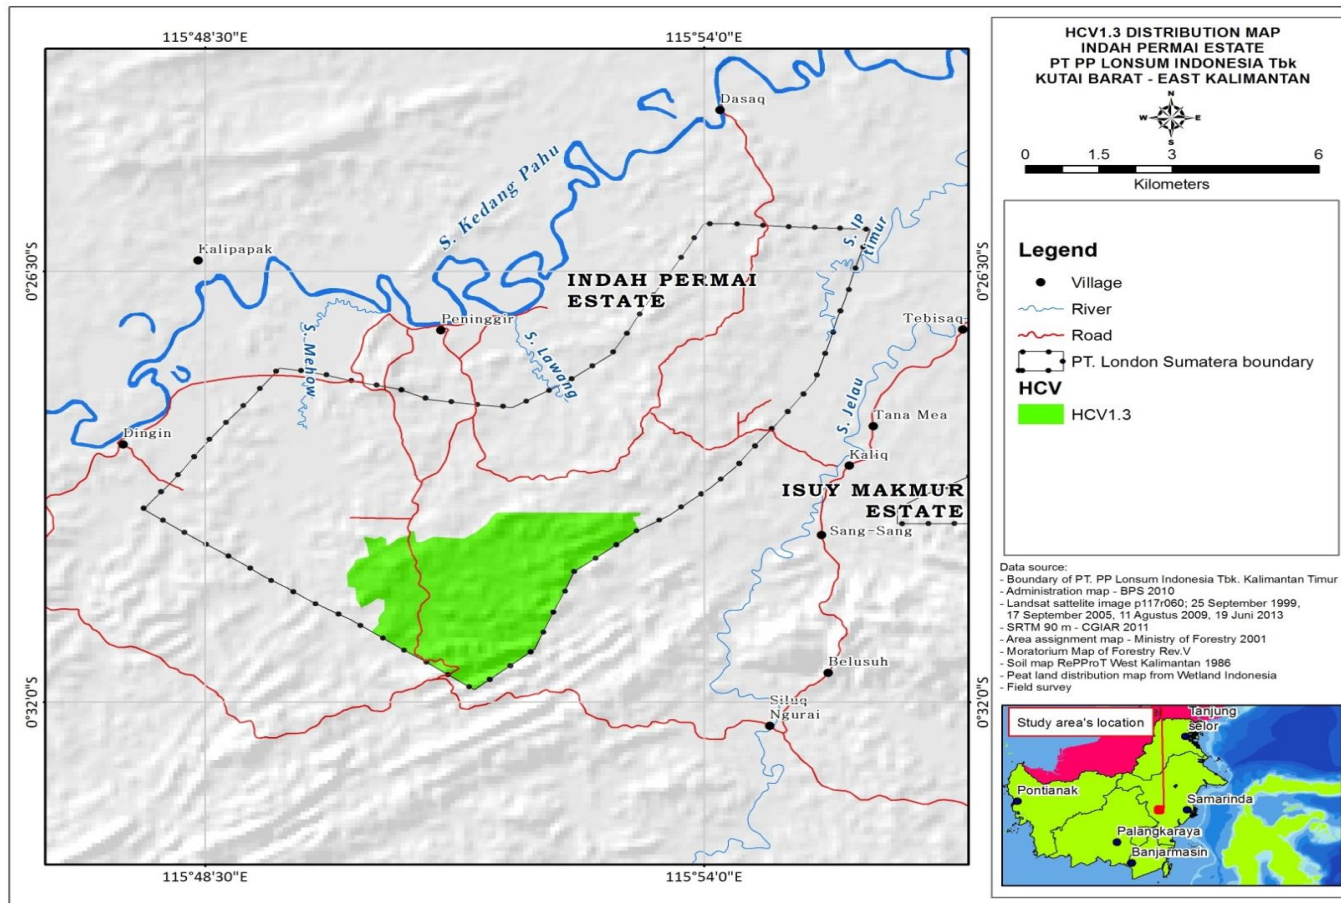 115°48'30"E
115°54'0"E
Dasaq
S. Kedang Pahu
Kalipapak
0°26'30"S
0°26'30"S
S. IP
timur
INDAH PERMAI
ESTATE
Peninggir
Tebisaq
S. Mehow
S. Lawang
Dingin
S. Jelau
Tana Mea
Kaliq
ISUY MAKMUR
ESTATE
Sang-Sang
Belusuh
0°32'0"S
0°32'0"S
Siluq
Ngurai
115°48'30"E
115°54'0"E
HCV1.3 DISTRIBUTION MAP
INDAH PERMAI ESTATE
PT PP LONSUM INDONESIA Tbk
KUTAI BARAT - EAST KALIMANTAN
N
W E
S
0 1.5 3 6
Kilometers
Legend
Village
River
Road
PT. London Sumatera boundary
HCV
HCV1.3
Data source:
- Boundary of PT. PP Lonsum Indonesia Tbk. Kalimantan Timur
- Administration map - BPS 2010
- Landsat sattelite image p117r060; 25 September 1999,
17 September 2005, 11 Agustus 2009, 19 Juni 2013
- SRTM 90 m - CGIAR 2011
- Area assignment map - Ministry of Forestry 2001
- Moratorium Map of Forestry Rev.V
- Soil map RePProT West Kalimantan 1986
- Peat land distribution map from Wetland Indonesia
- Field survey
Study area's location
Tanjung
selor
Pontianak
Samarinda
Palangkaraya
Banjarmasin